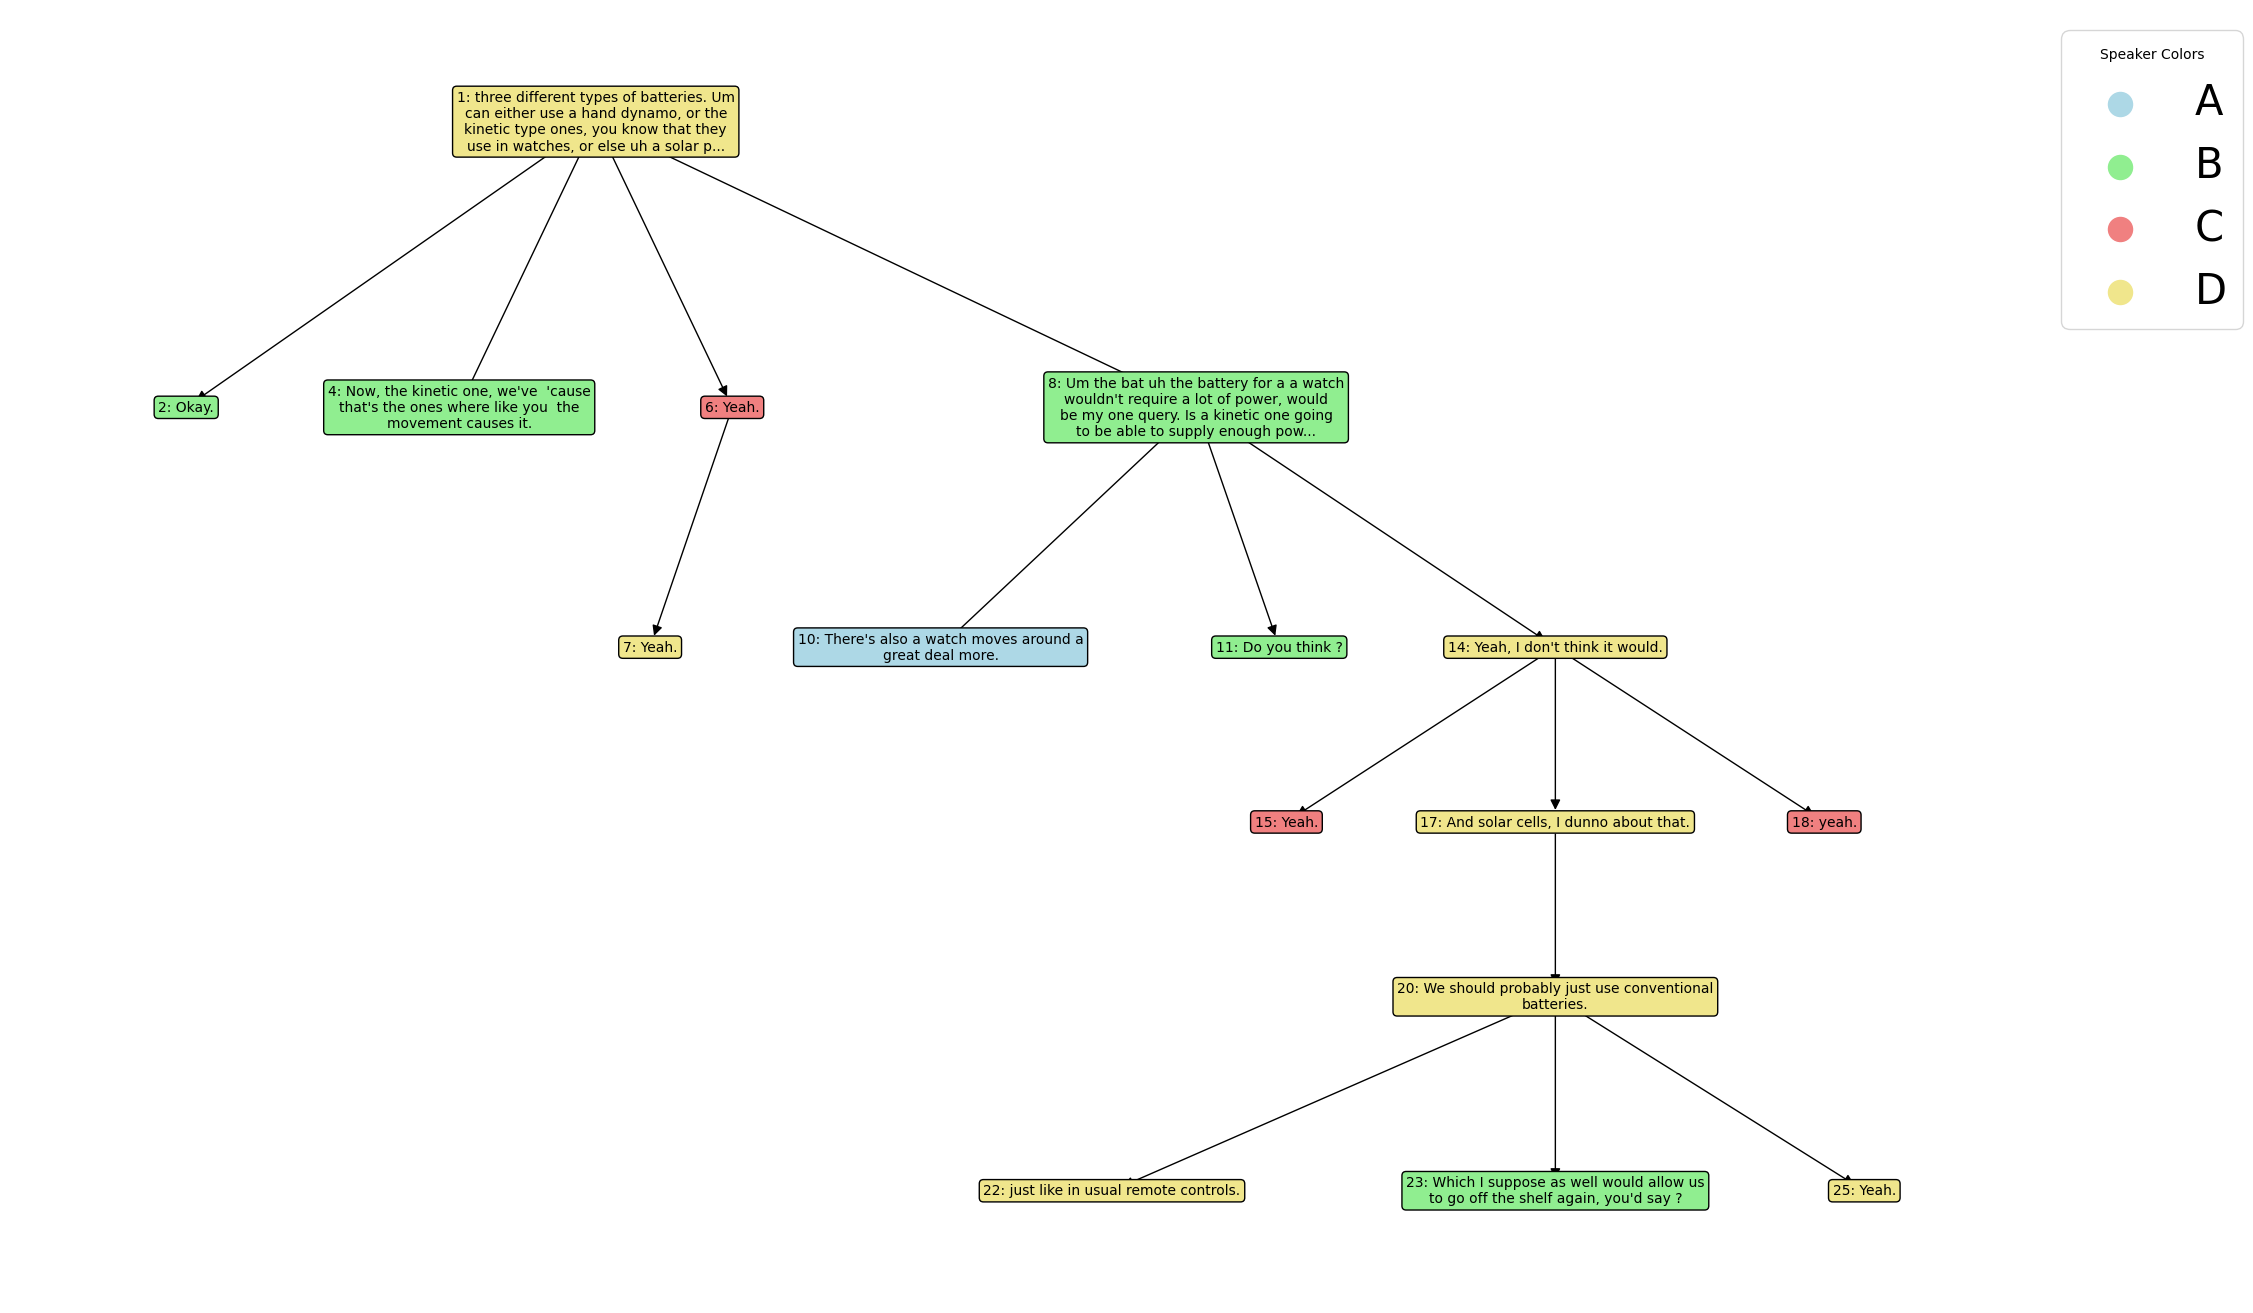 Speaker Colors
A
B
C
D
1: three different types of batteries. Um
can either use a hand dynamo, or the
kinetic type ones, you know that they
use in watches, or else uh a solar p...
2: Okay.
4: Now, the kinetic one, we've  'cause
that's the ones where like you  the
movement causes it.
6: Yeah.
8: Um the bat uh the battery for a a watch
wouldn't require a lot of power, would
be my one query. Is a kinetic one going
to be able to supply enough pow...
7: Yeah.
10: There's also a watch moves around a
great deal more.
11: Do you think ?
14: Yeah, I don't think it would.
15: Yeah.
17: And solar cells, I dunno about that.
18: yeah.
20: We should probably just use conventional
batteries.
22: just like in usual remote controls.
23: Which I suppose as well would allow us
to go off the shelf again, you'd say ?
25: Yeah.